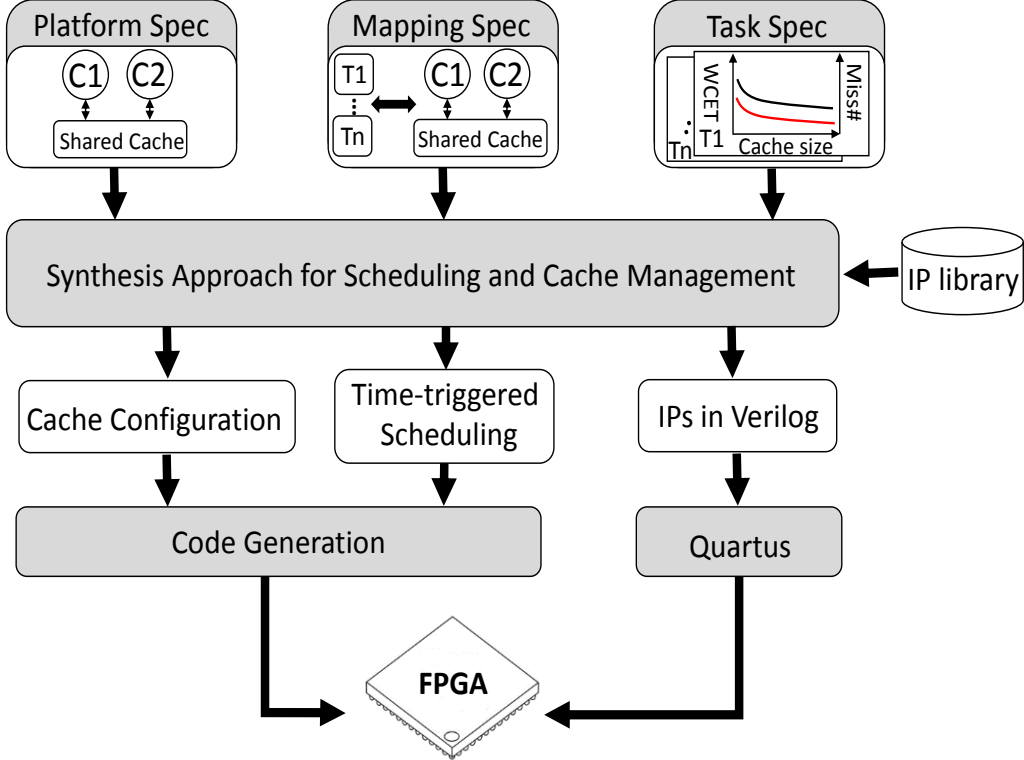 Platform Spec
C1
C2
Shared Cache
Mapping Spec
T1
Tn
C1
C2
Shared Cache
Task Spec
WCET
Miss#
T1
Tn
Cache size
Synthesis Approach for Scheduling and Cache Management
IP library
Cache Configuration
Time-triggered
Scheduling
IPs in Verilog
Code Generation
Quartus
FPGA